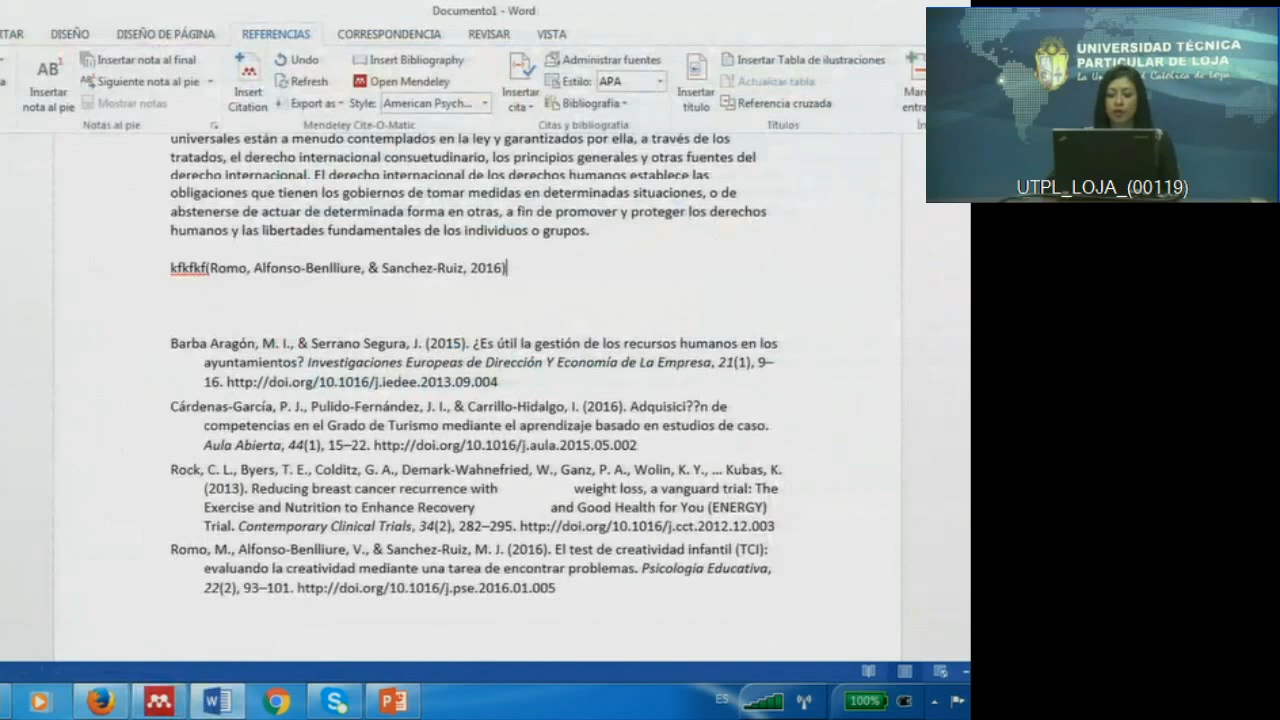 Documento1 - Word
TAR DISEÑO DISEÑO DE PÁGINA REFERENCIAS CORRESPONDENCIA REVISAR VISTA
AB Insertar nota al pie
Insertar nota al final
Siguiente nota al pie
Mostrar notas
Notas al pie
Insert Citation
Undo
Refresh
Export as
Insert Bibliography
Open Mendeley
Style: American Psych...
Mendeley Cite-O-Matic
Insertar cita
Administrar fuentes
Estilo: APA
Bibliografía
Citas y bibliografía
Insertar título
Insertar Tabla de ilustraciones
Actualizar tabla
Referencia cruzada
Títulos
universales están a menudo contemplados en la ley y garantizados por ella, a través de los
tratados, el derecho internacional consuetudinario, los principios generales y otras fuentes del
derecho internacional. El derecho internacional de los derechos humanos establece las
obligaciones que tienen los gobiernos de tomar medidas en determinadas situaciones, o de
abstenerse de actuar de determinada forma en otras, a fin de promover y proteger los derechos
humanos y las libertades fundamentales de los individuos o grupos.
kfkfkf(Romo, Alfonso-Benlliure, & Sanchez-Ruiz, 2016)
Barba Aragón, M. I., & Serrano Segura, J. (2015). ¿Es útil la gestión de los recursos humanos en los
ayuntamientos? Investigaciones Europeas de Dirección Y Economía de La Empresa, 21(1), 9–
16. http://doi.org/10.1016/j.iedee.2013.09.004
Cárdenas-García, P. J., Pulido-Fernández, J. I., & Carrillo-Hidalgo, I. (2016). Adquisici??n de
competencias en el Grado de Turismo mediante el aprendizaje basado en estudios de caso.
Aula Abierta, 44(1), 15–22. http://doi.org/10.1016/j.aula.2015.05.002
Rock, C. L., Byers, T. E., Colditz, G. A., Demark-Wahnefried, W., Ganz, P. A., Wolin, K. Y., … Kubas, K.
(2013). Reducing breast cancer recurrence with weight loss, a vanguard trial: The
Exercise and Nutrition to Enhance Recovery and Good Health for You (ENERGY)
Trial. Contemporary Clinical Trials, 34(2), 282–295. http://doi.org/10.1016/j.cct.2012.12.003
Romo, M., Alfonso-Benlliure, V., & Sanchez-Ruiz, M. J. (2016). El test de creatividad infantil (TCI):
evaluando la creatividad mediante una tarea de encontrar problemas. Psicología Educativa,
22(2), 93–101. http://doi.org/10.1016/j.pse.2016.01.005
ES
100%
UNIVERSIDAD TÉCNICA
PARTICULAR DE LOJA
La Universidad Católica de Loja
UTPL_LOJA_(00119)